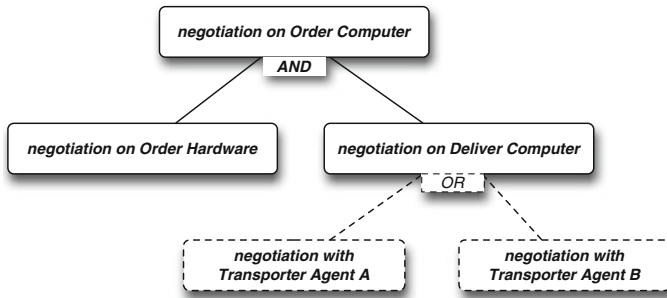 negotiation on Order Computer
AND
negotiation on Order Hardware
negotiation on Deliver Computer
OR
negotiation with
Transporter Agent A
negotiation with
Transporter Agent B